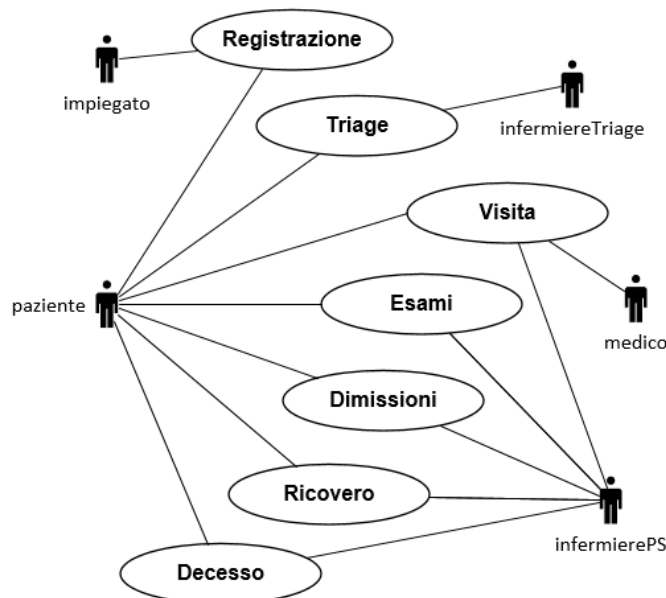 Registrazione
impiegato
Triage
infermiereTriage
Visita
paziente
Esami
medico
Dimissioni
Ricovero
infermierePS
Decesso